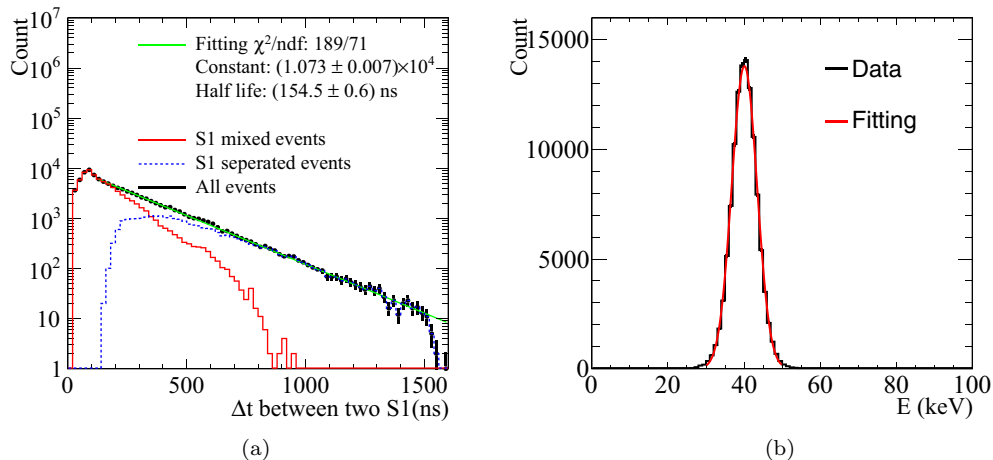 Count
10^7
10^6
10^5
10^4
10^3
10^2
10
1
Fitting χ²/ndf: 189/71
Constant: (1.073 ± 0.007)×10^4
Half life: (154.5 ± 0.6) ns
S1 mixed events
S1 seperated events
All events
0 500 1000 1500
Δt between two S1(ns)
(a)
Count
15000
10000
5000
0
Data
Fitting
0 20 40 60 80 100
E (keV)
(b)